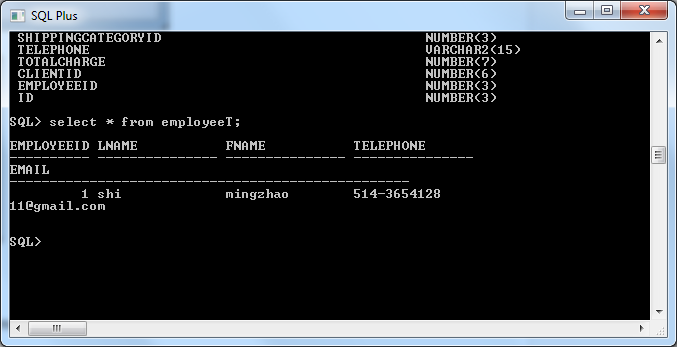 SQL Plus
SHIPPINGCATEGORYID NUMBER(3)
TELEPHONE VARCHAR2(15)
TOTALCHARGE NUMBER(7)
CLIENTID NUMBER(6)
EMPLOYEEID NUMBER(3)
ID NUMBER(3)
SQL> select * from employeeT;
EMPLOYEEID LNAME FNAME TELEPHONE
---------- --------------- --------------- ---------------
EMAIL
--------------------------------------------------
1 shi mingzhao 514-3654128
11@gmail.com
SQL>